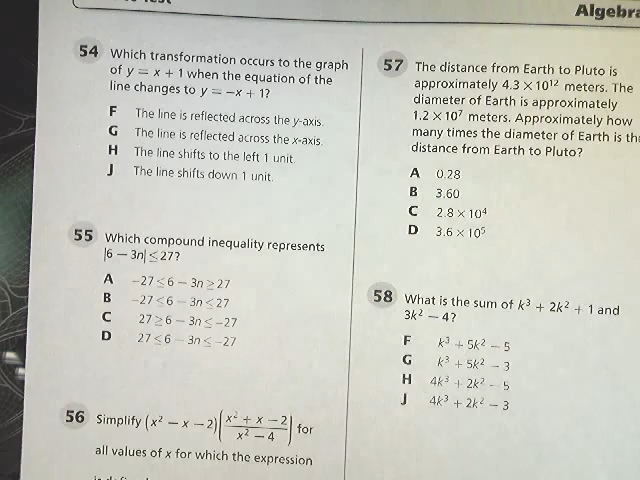 Algebra
54 Which transformation occurs to the graph
of y = x + 1 when the equation of the
line changes to y = −x + 1?
F The line is reflected across the y-axis.
G The line is reflected across the x-axis.
H The line shifts to the left 1 unit.
J The line shifts down 1 unit.
55 Which compound inequality represents
|6 − 3n| ≤ 27?
A −27 ≤ 6 − 3n ≥ 27
B −27 ≤ 6 − 3n ≤ 27
C 27 ≥ 6 − 3n ≤ −27
D 27 ≤ 6 − 3n ≤ −27
56 Simplify (x² − x − 2)(x² + x − 2 / x² − 4) for
all values of x for which the expression
57 The distance from Earth to Pluto is
approximately 4.3 × 10¹² meters. The
diameter of Earth is approximately
1.2 × 10⁷ meters. Approximately how
many times the diameter of Earth is the
distance from Earth to Pluto?
A 0.28
B 3.60
C 2.8 × 10⁴
D 3.6 × 10⁵
58 What is the sum of k³ + 2k² + 1 and
3k² − 4?
F k³ + 5k² − 5
G k³ + 5k² − 3
H 4k³ + 2k² − 5
J 4k³ + 2k² − 3